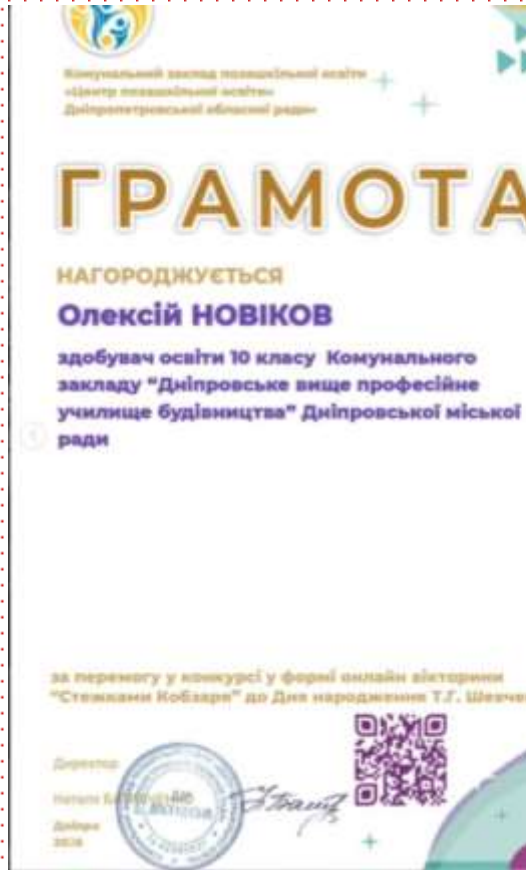 Комунальний заклад позашкільної освіти
«Центр позашкільної освіти»
Дніпропетровської обласної ради»
ГРАМОТА
НАГОРОДЖУЄТЬСЯ
Олексій НОВІКОВ
здобувач освіти 10 класу Комунального
закладу "Дніпровське вище професійне
училище будівництва" Дніпровської міської
ради
за перемогу у конкурсі у формі онлайн вікторини
"Стежками Кобзаря" до Дня народження Т.Г. Шевче
Директор
Наталя
Дніпро